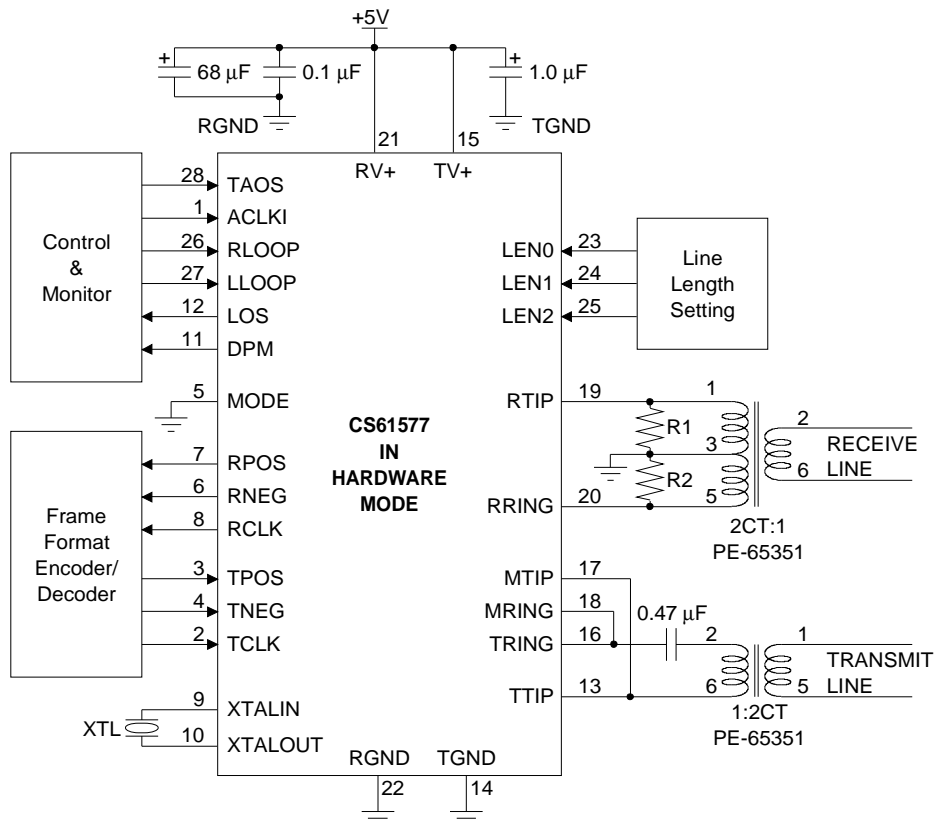 +5V
+
68 µF
0.1 µF
+
1.0 µF
RGND
TGND
21
15
RV+
TV+
Control
&
Monitor
28
TAOS
1
ACLKI
26
RLOOP
27
LLOOP
12
LOS
11
DPM
5
MODE
LEN0
23
LEN1
24
LEN2
25
Line
Length
Setting
CS61577
IN
HARDWARE
MODE
Frame
Format
Encoder/
Decoder
7
RPOS
6
RNEG
8
RCLK
3
TPOS
4
TNEG
2
TCLK
9
XTALIN
XTL
10
XTALOUT
RTIP
19
1
R1
3
R2
RRING
20
5
2
RECEIVE
6
LINE
2CT:1
PE-65351
MTIP
17
MRING
18
0.47 µF
TRING
16
2
TTIP
13
6
1
TRANSMIT
5
LINE
1:2CT
PE-65351
RGND
TGND
22
14